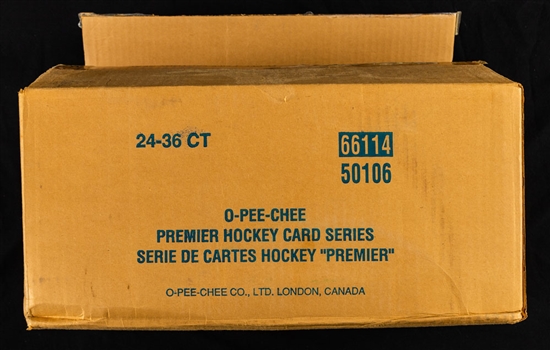 24-36 CT
66114
50106
O-PEE-CHEE
PREMIER HOCKEY CARD SERIES
SERIE DE CARTES HOCKEY "PREMIER"
O-PEE-CHEE CO., LTD. LONDON, CANADA